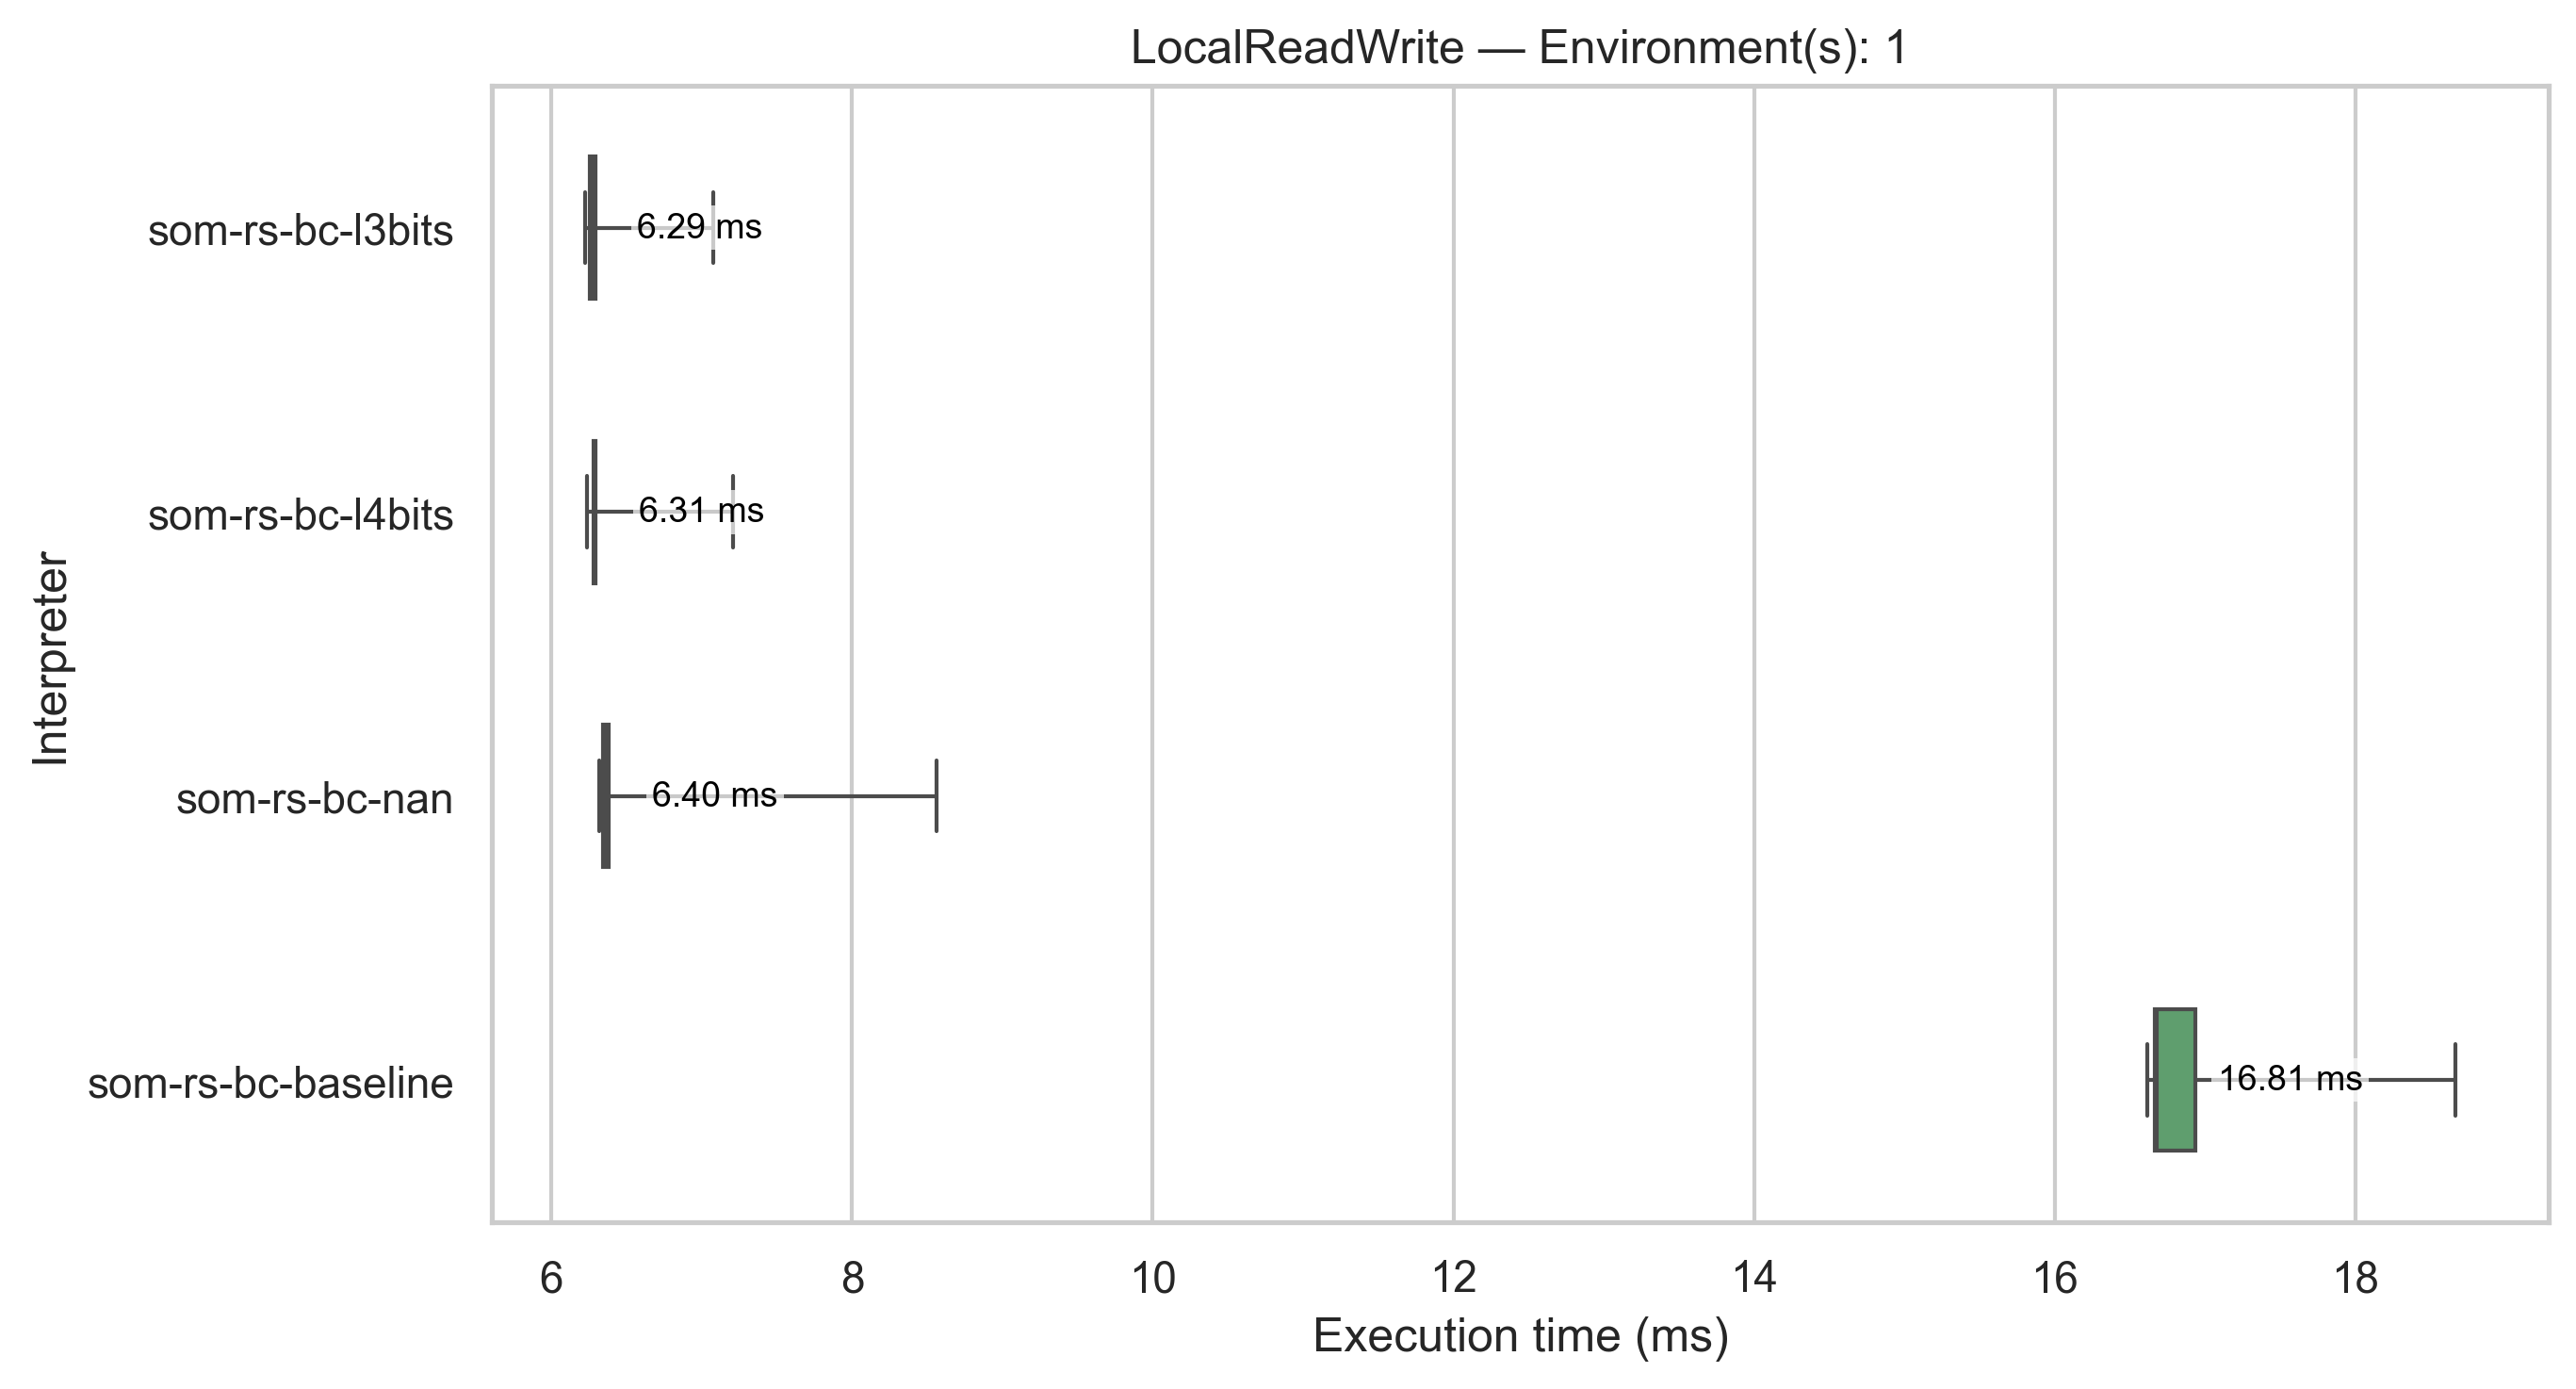 LocalReadWrite — Environment(s): 1
Interpreter
som-rs-bc-l3bits
6.29 ms
som-rs-bc-l4bits
6.31 ms
som-rs-bc-nan
6.40 ms
som-rs-bc-baseline
16.81 ms
6 8 10 12 14 16 18
Execution time (ms)